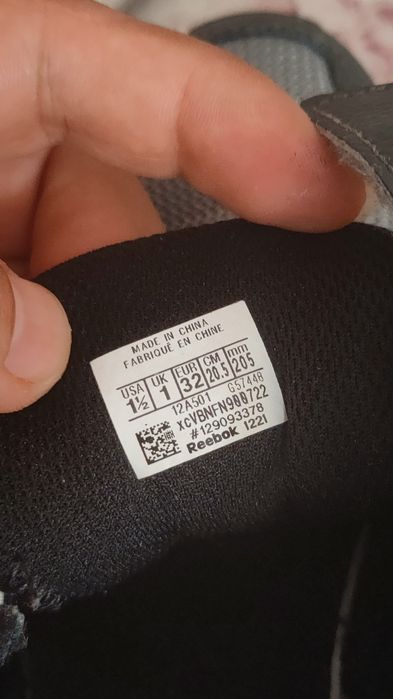 MADE IN CHINA
FABRIQUÉ EN CHINE
USA UK EUR CM mm
1½ 1 32 20.5 205
12A501 G57448
XCVBNFN900722
#129093378
Reebok 1221